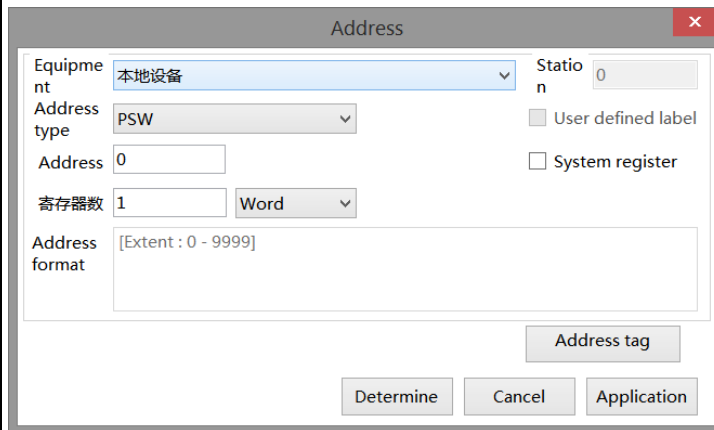 Address
×
Equipme
nt
本地设备
Statio
n
0
Address
type
PSW
User defined label
Address
0
System register
寄存器数
1
Word
Address
format
[Extent : 0 - 9999]
Address tag
Determine
Cancel
Application